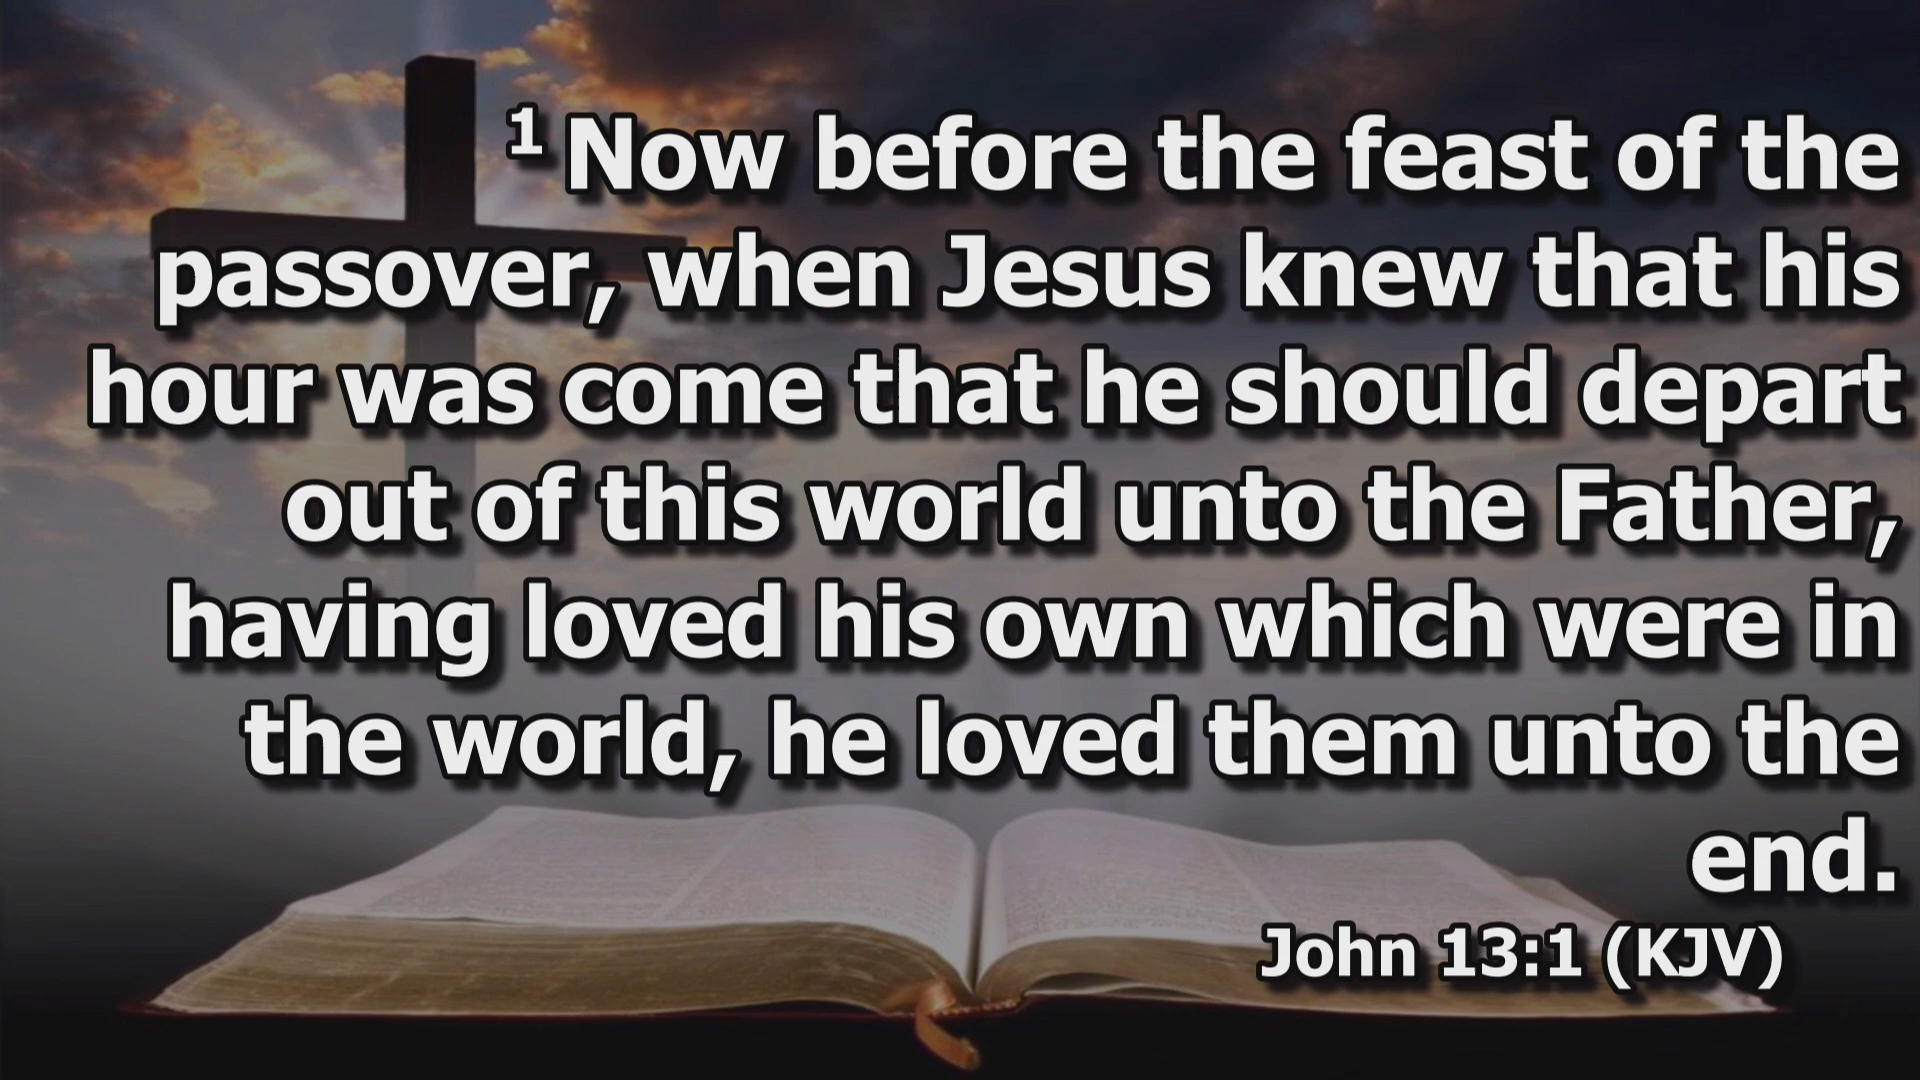 1 Now before the feast of the
passover, when Jesus knew that his
hour was come that he should depart
out of this world unto the Father,
having loved his own which were in
the world, he loved them unto the
end.
John 13:1 (KJV)